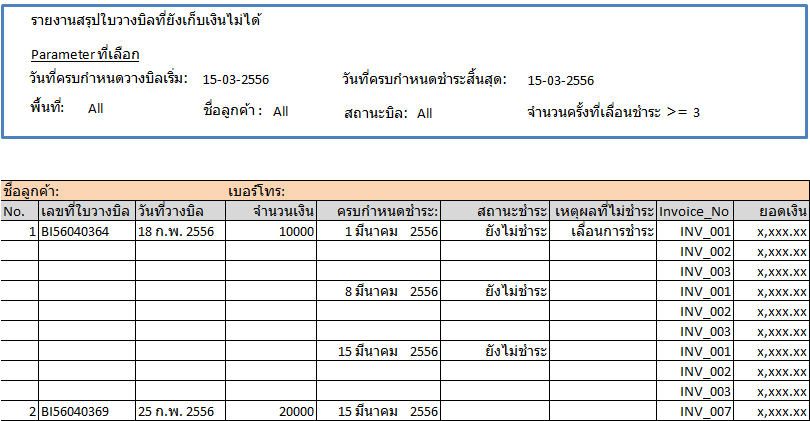 รายงานสรุปใบวางบิลที่ยังเก็บเงินไม่ได้
Parameter ที่เลือก
วันที่ครบกำหนดวางบิลเริ่ม: 15-03-2556 วันที่ครบกำหนดชำระสิ้นสุด: 15-03-2556
พื้นที่: All ชื่อลูกค้า : All สถานะบิล: All จำนวนครั้งที่เลื่อนชำระ >= 3
ชื่อลูกค้า: เบอร์โทร:
No. เลขที่ใบวางบิล วันที่วางบิล จำนวนเงิน ครบกำหนดชำระ: สถานะชำระ เหตุผลที่ไม่ชำระ Invoice_No ยอดเงิน
1 BI56040364 18 ก.พ. 2556 10000 1 มีนาคม 2556 ยังไม่ชำระ เลื่อนการชำระ INV_001 x,xxx.xx
INV_002 x,xxx.xx
INV_003 x,xxx.xx
8 มีนาคม 2556 ยังไม่ชำระ INV_001 x,xxx.xx
INV_002 x,xxx.xx
INV_003 x,xxx.xx
15 มีนาคม 2556 ยังไม่ชำระ INV_001 x,xxx.xx
INV_002 x,xxx.xx
INV_003 x,xxx.xx
2 BI56040369 25 ก.พ. 2556 20000 15 มีนาคม 2556 INV_007 x,xxx.xx